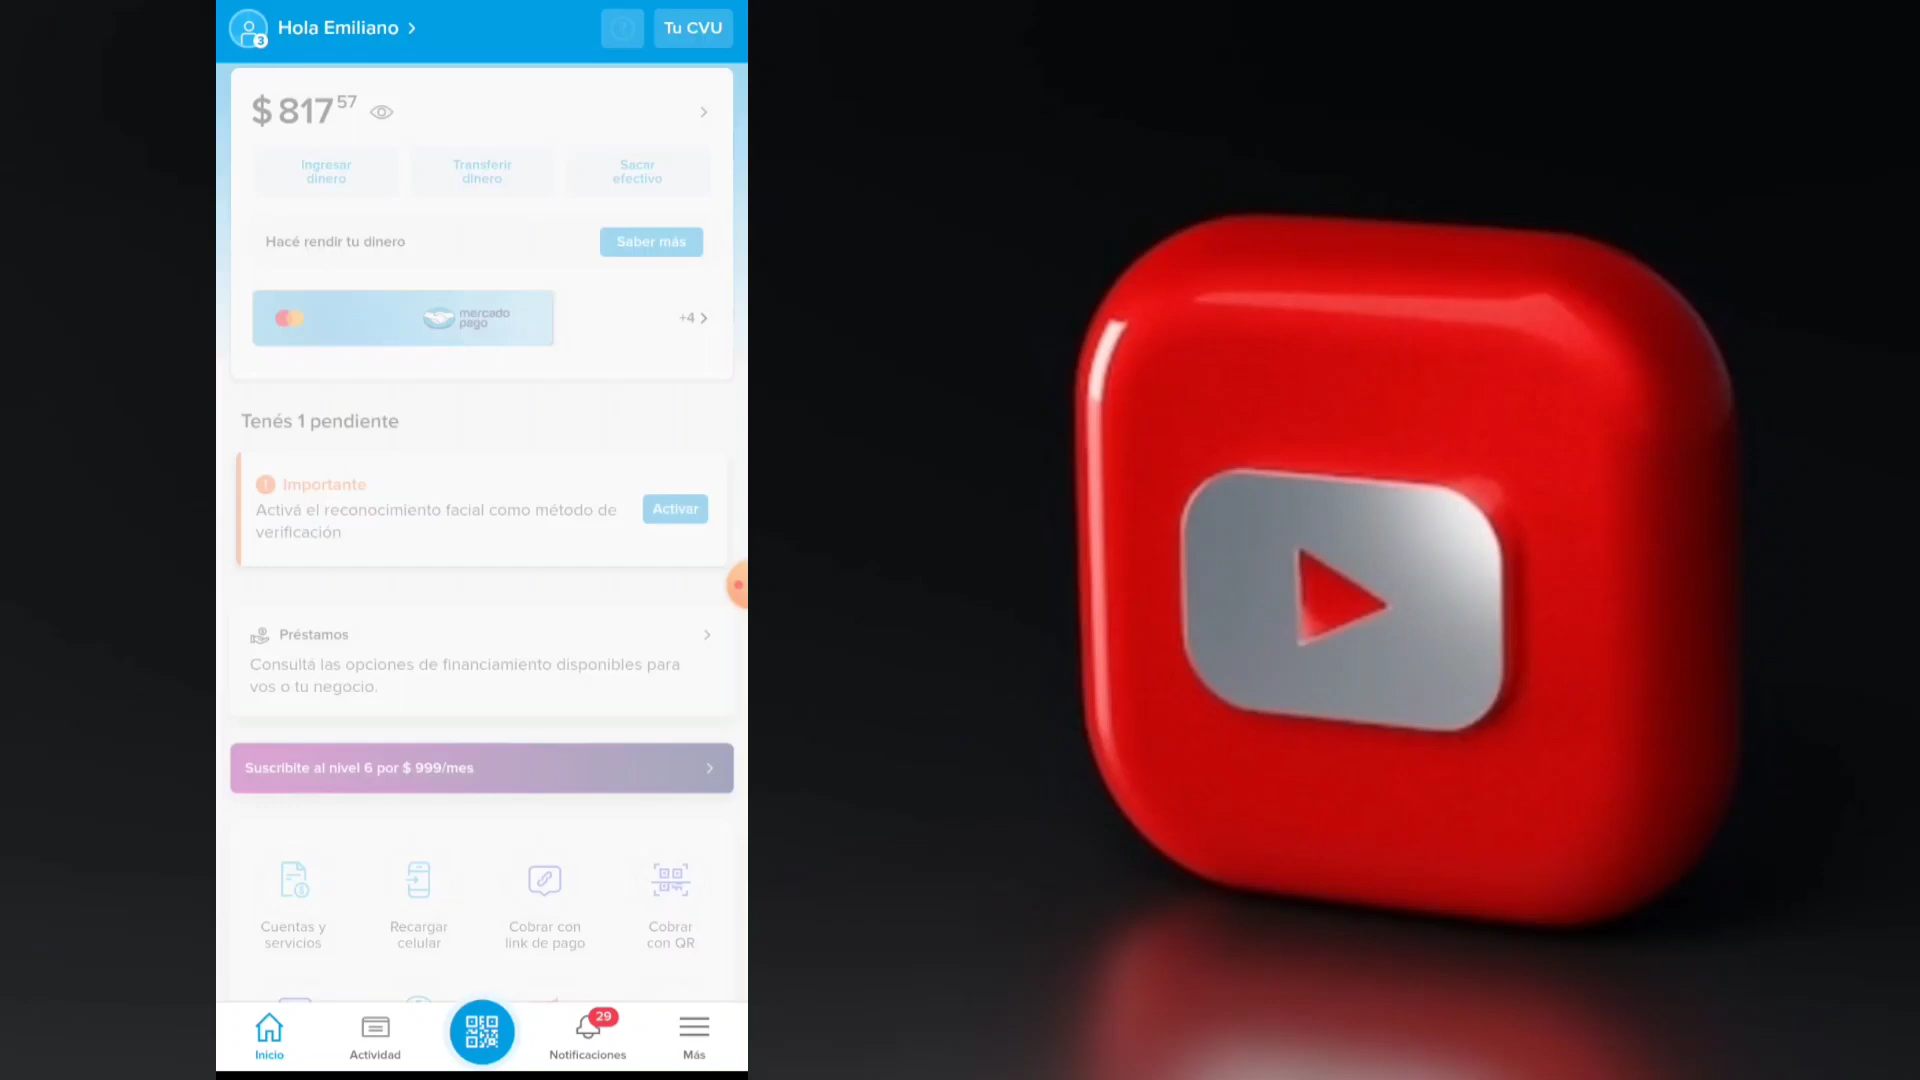 Hola Emiliano
3
Tu CVU
$ 817 57
Ingresar
dinero
Transferir
dinero
Sacar
efectivo
Hacé rendir tu dinero
Saber más
mercado
pago
+4
Tenés 1 pendiente
Importante
Activá el reconocimiento facial como método de
verificación
Activar
Préstamos
Consultá las opciones de financiamiento disponibles para
vos o tu negocio.
Suscribite al nivel 6 por $ 999/mes
Cuentas y
servicios
Recargar
celular
Cobrar con
link de pago
Cobrar
con QR
29
Inicio
Actividad
Notificaciones
Más